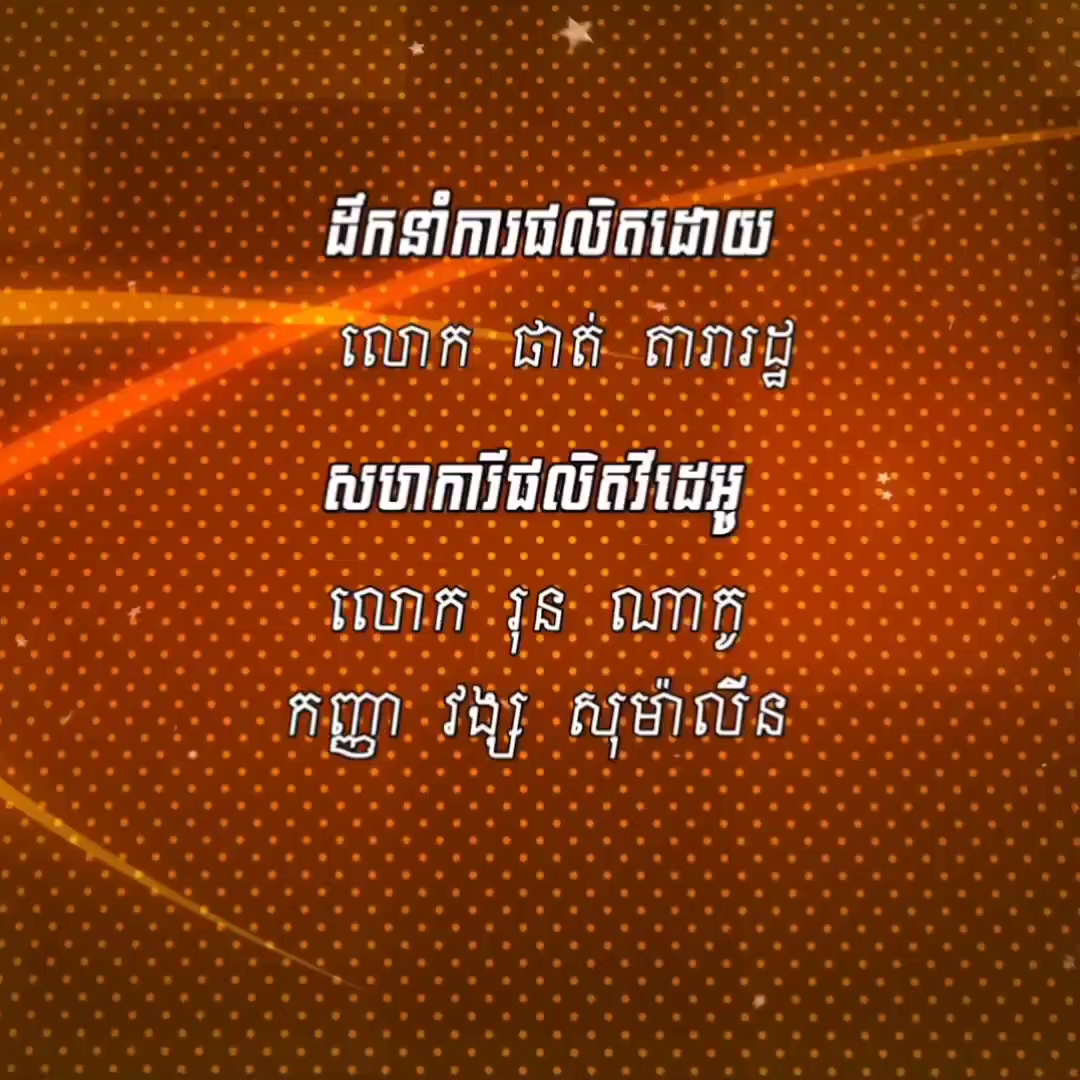 ដឹកនាំការផលិតដោយ
លោក ផាត់ តារារដ្ឋ
សហការីផលិតវីដេអូ
លោក រុន ណាកូ
កញ្ញា វង្ស សុម៉ាលីន